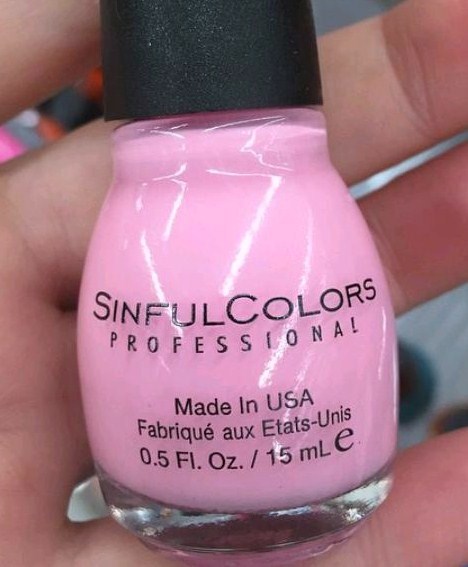 SINFULCOLORS
PROFESSIONAL
Made In USA
Fabriqué aux Etats-Unis
0.5 Fl. Oz. / 15 mL ℮